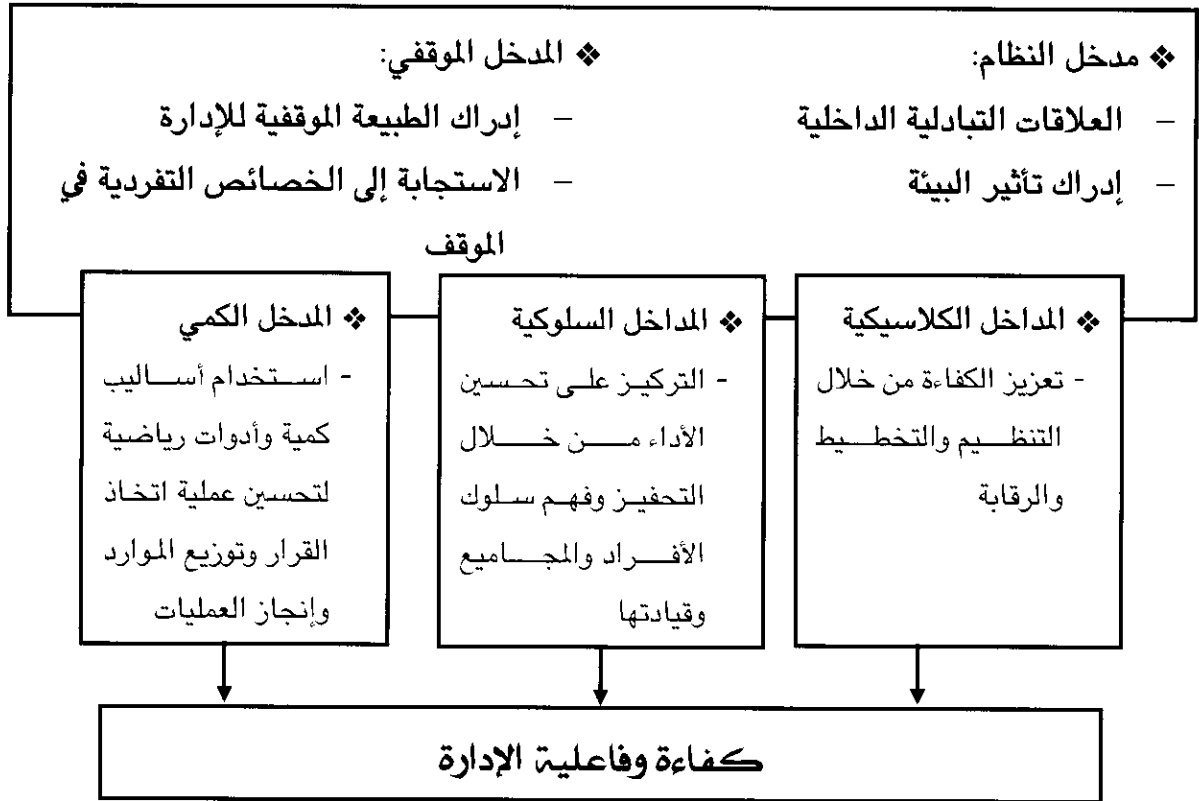 ❖ مدخل النظام:
– العلاقات التبادلية الداخلية
– إدراك تأثير البيئة
❖ المدخل الموقفي:
– إدراك الطبيعة الموقفية للإدارة
– الاستجابة إلى الخصائص التفردية في
الموقف
❖ المداخل الكلاسيكية
- تعزيز الكفاءة من خلال
التنظيم والتخطيط
والرقابة
❖ المداخل السلوكية
- التركيز على تحسين
الأداء من خلال
التحفيز وفهم سلوك
الأفراد والمجاميع
وقيادتها
❖ المدخل الكمي
- استخدام أساليب
كمية وأدوات رياضية
لتحسين عملية اتخاذ
القرار وتوزيع الموارد
وإنجاز العمليات
كفاءة وفاعلية الإدارة